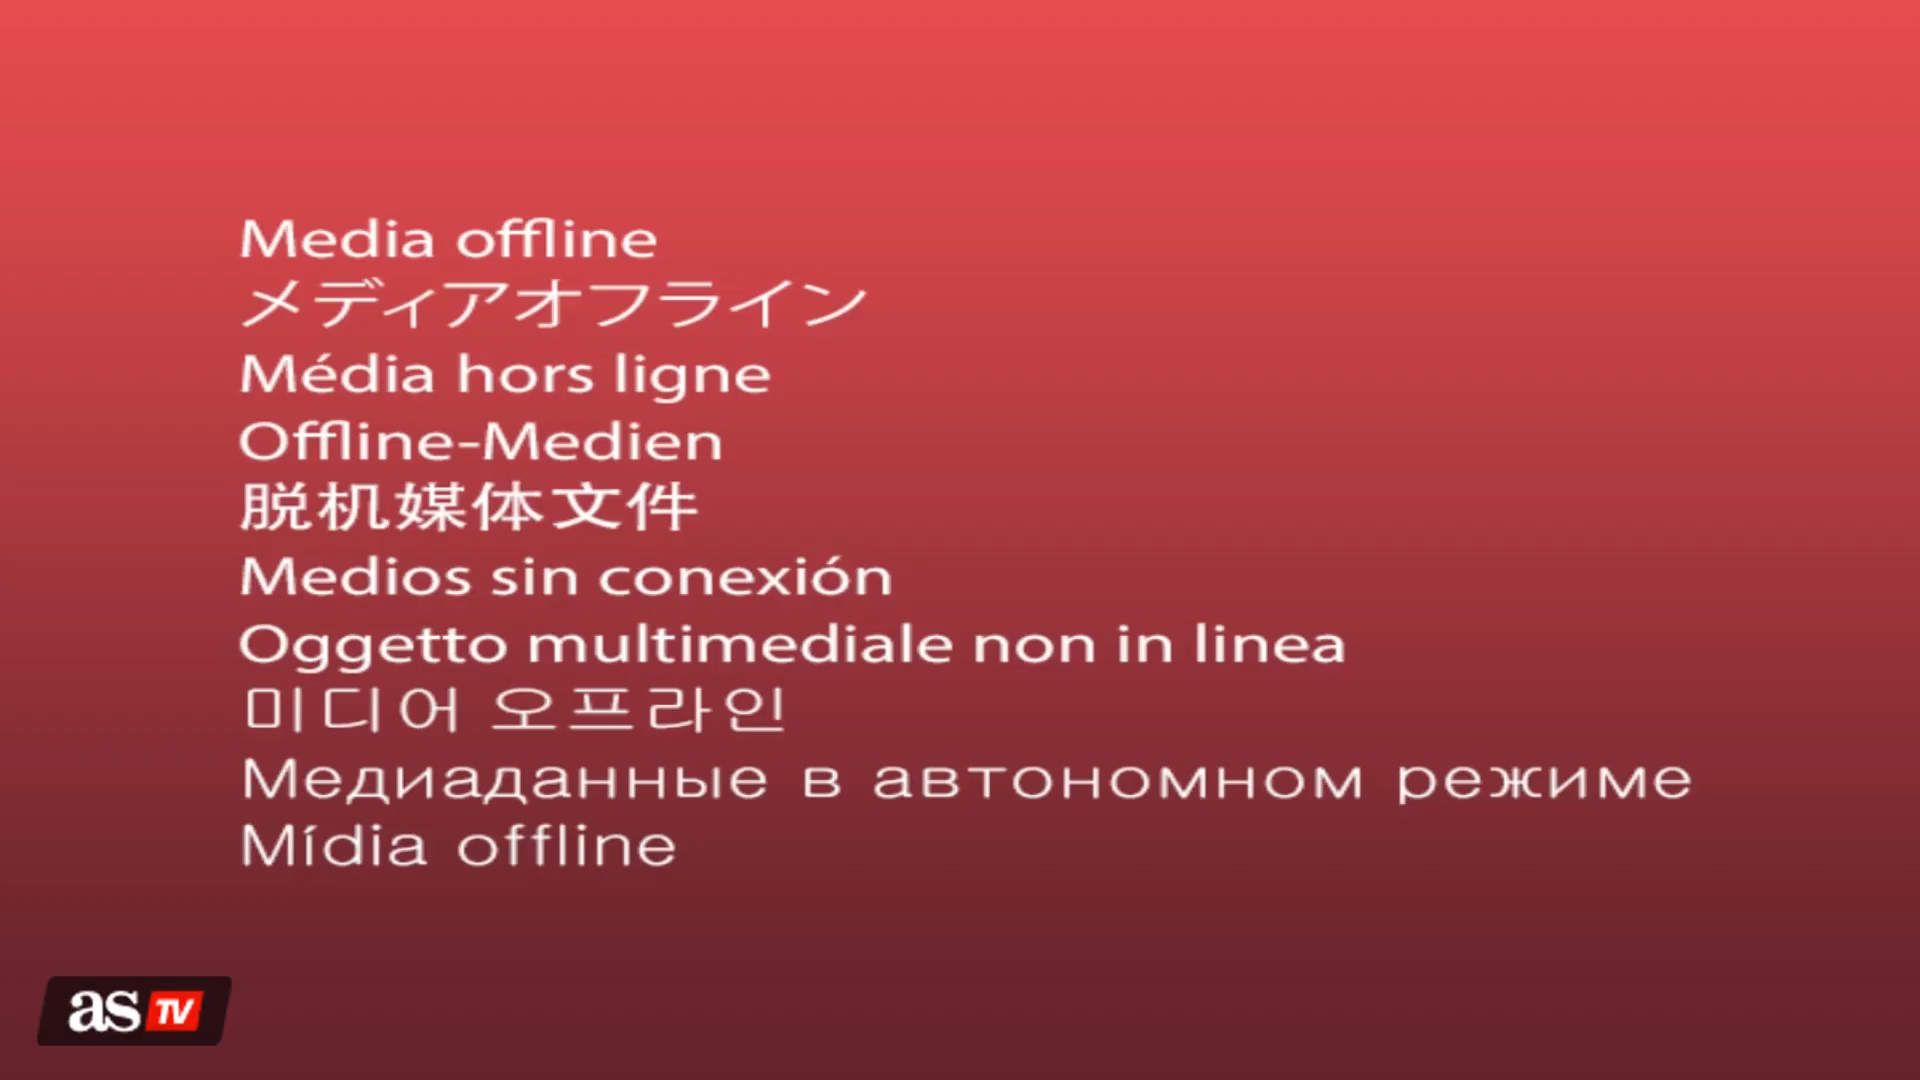 Media offline
メディアオフライン
Média hors ligne
Offline-Medien
脱机媒体文件
Medios sin conexión
Oggetto multimediale non in linea
미디어 오프라인
Медиаданные в автономном режиме
Mídia offline
as TV